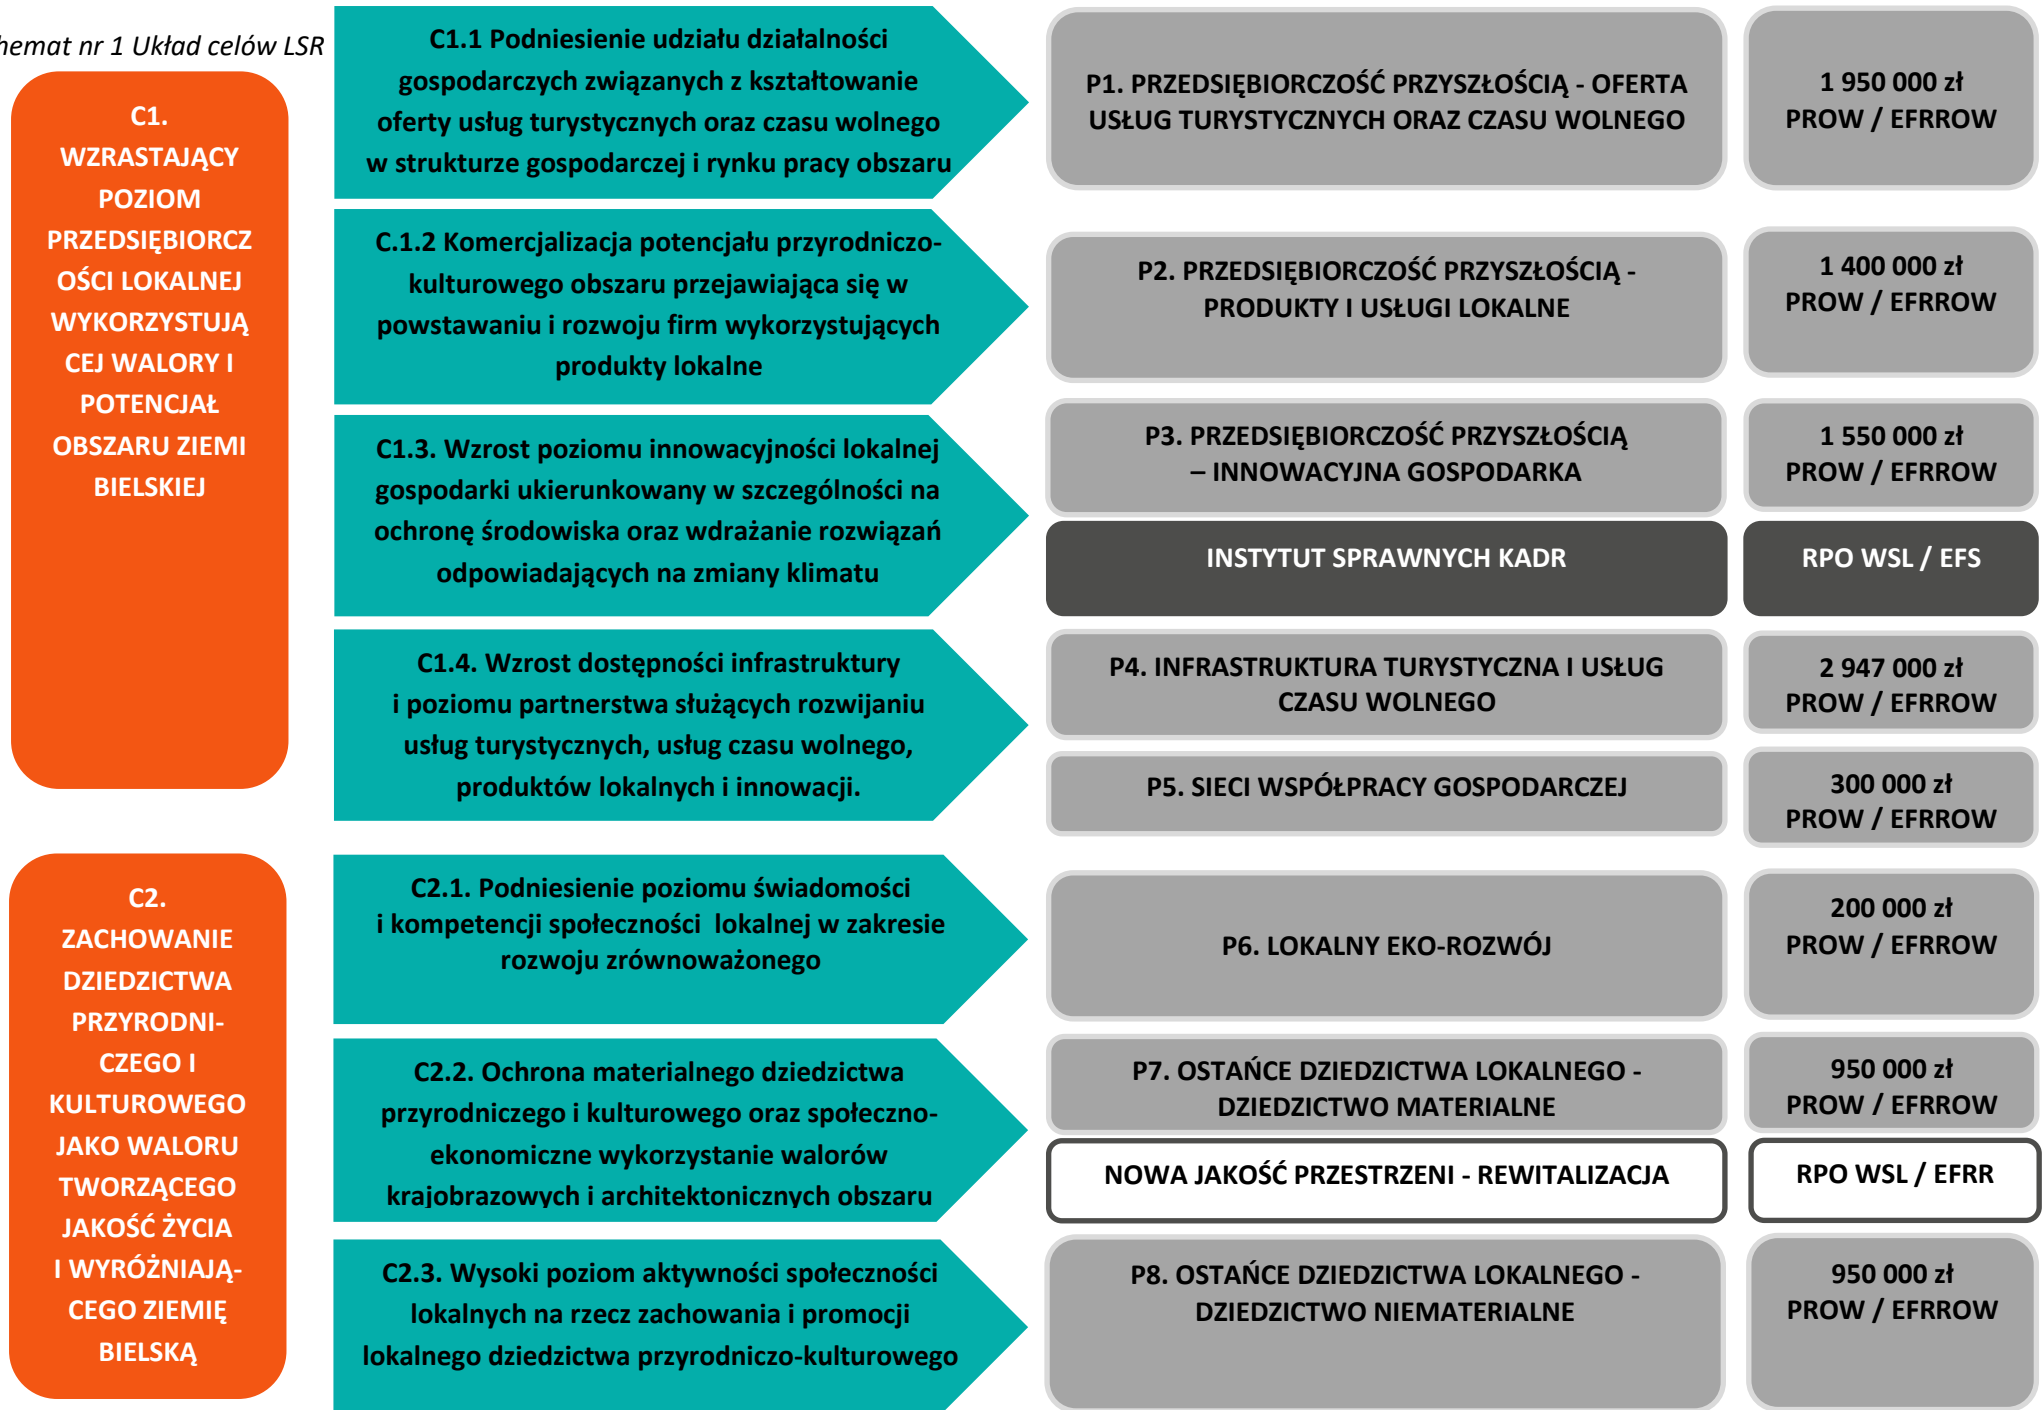 hemat nr 1 Układ celów LSR
C1.
WZRASTAJĄCY
POZIOM
PRZEDSIĘBIORCZ
OŚCI LOKALNEJ
WYKORZYSTUJĄ
CEJ WALORY I
POTENCJAŁ
OBSZARU ZIEMI
BIELSKIEJ
C1.1 Podniesienie udziału działalności
gospodarczych związanych z kształtowanie
oferty usług turystycznych oraz czasu wolnego
w strukturze gospodarczej i rynku pracy obszaru
P1. PRZEDSIĘBIORCZOŚĆ PRZYSZŁOŚCIĄ - OFERTA
USŁUG TURYSTYCZNYCH ORAZ CZASU WOLNEGO
1 950 000 zł
PROW / EFRROW
C.1.2 Komercjalizacja potencjału przyrodniczo-
kulturowego obszaru przejawiająca się w
powstawaniu i rozwoju firm wykorzystujących
produkty lokalne
P2. PRZEDSIĘBIORCZOŚĆ PRZYSZŁOŚCIĄ -
PRODUKTY I USŁUGI LOKALNE
1 400 000 zł
PROW / EFRROW
C1.3. Wzrost poziomu innowacyjności lokalnej
gospodarki ukierunkowany w szczególności na
ochronę środowiska oraz wdrażanie rozwiązań
odpowiadających na zmiany klimatu
P3. PRZEDSIĘBIORCZOŚĆ PRZYSZŁOŚCIĄ
– INNOWACYJNA GOSPODARKA
1 550 000 zł
PROW / EFRROW
INSTYTUT SPRAWNYCH KADR
RPO WSL / EFS
C1.4. Wzrost dostępności infrastruktury
i poziomu partnerstwa służących rozwijaniu
usług turystycznych, usług czasu wolnego,
produktów lokalnych i innowacji.
P4. INFRASTRUKTURA TURYSTYCZNA I USŁUG
CZASU WOLNEGO
2 947 000 zł
PROW / EFRROW
P5. SIECI WSPÓŁPRACY GOSPODARCZEJ
300 000 zł
PROW / EFRROW
C2.
ZACHOWANIE
DZIEDZICTWA
PRZYRODNI-
CZEGO I
KULTUROWEGO
JAKO WALORU
TWORZĄCEGO
JAKOŚĆ ŻYCIA
I WYRÓŻNIAJĄ-
CEGO ZIEMIĘ
BIELSKĄ
C2.1. Podniesienie poziomu świadomości
i kompetencji społeczności lokalnej w zakresie
rozwoju zrównoważonego
P6. LOKALNY EKO-ROZWÓJ
200 000 zł
PROW / EFRROW
C2.2. Ochrona materialnego dziedzictwa
przyrodniczego i kulturowego oraz społeczno-
ekonomiczne wykorzystanie walorów
krajobrazowych i architektonicznych obszaru
P7. OSTAŃCE DZIEDZICTWA LOKALNEGO -
DZIEDZICTWO MATERIALNE
950 000 zł
PROW / EFRROW
NOWA JAKOŚĆ PRZESTRZENI - REWITALIZACJA
RPO WSL / EFRR
C2.3. Wysoki poziom aktywności społeczności
lokalnych na rzecz zachowania i promocji
lokalnego dziedzictwa przyrodniczo-kulturowego
P8. OSTAŃCE DZIEDZICTWA LOKALNEGO -
DZIEDZICTWO NIEMATERIALNE
950 000 zł
PROW / EFRROW